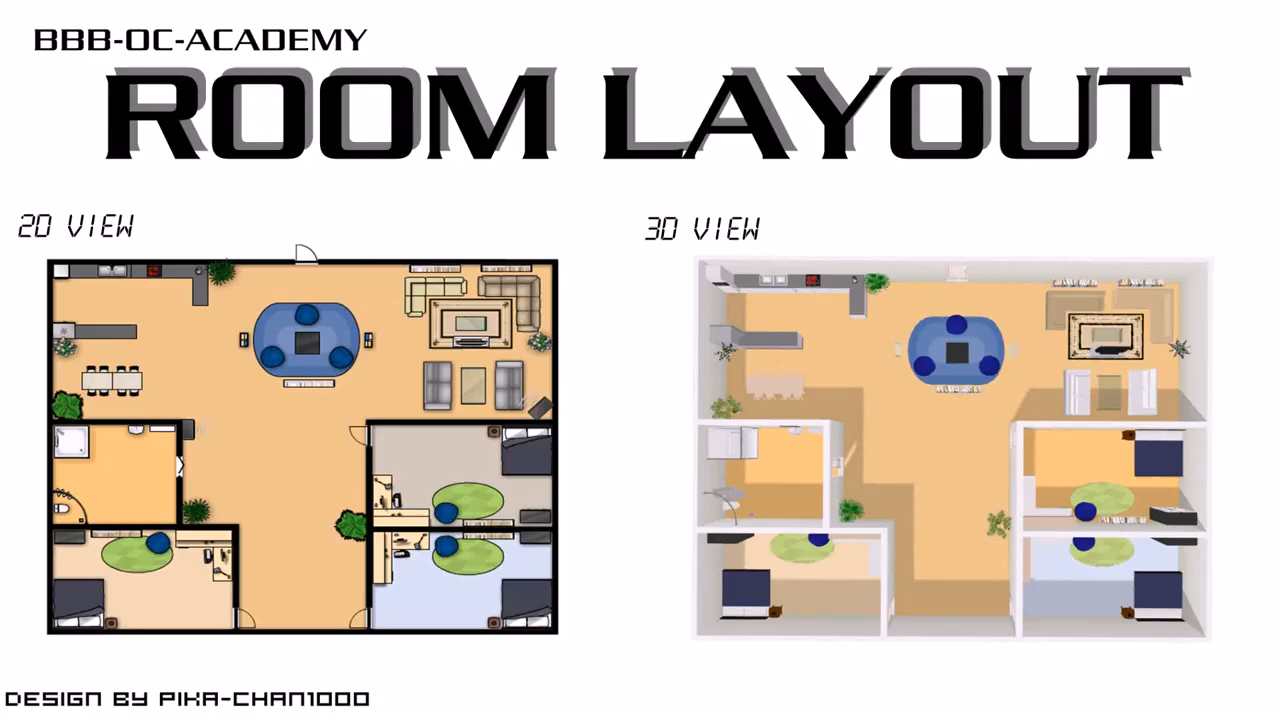 BBB-OC-ACADEMY
ROOM LAYOUT
2D VIEW
3D VIEW
DESIGN BY PIKA-CHAN1000